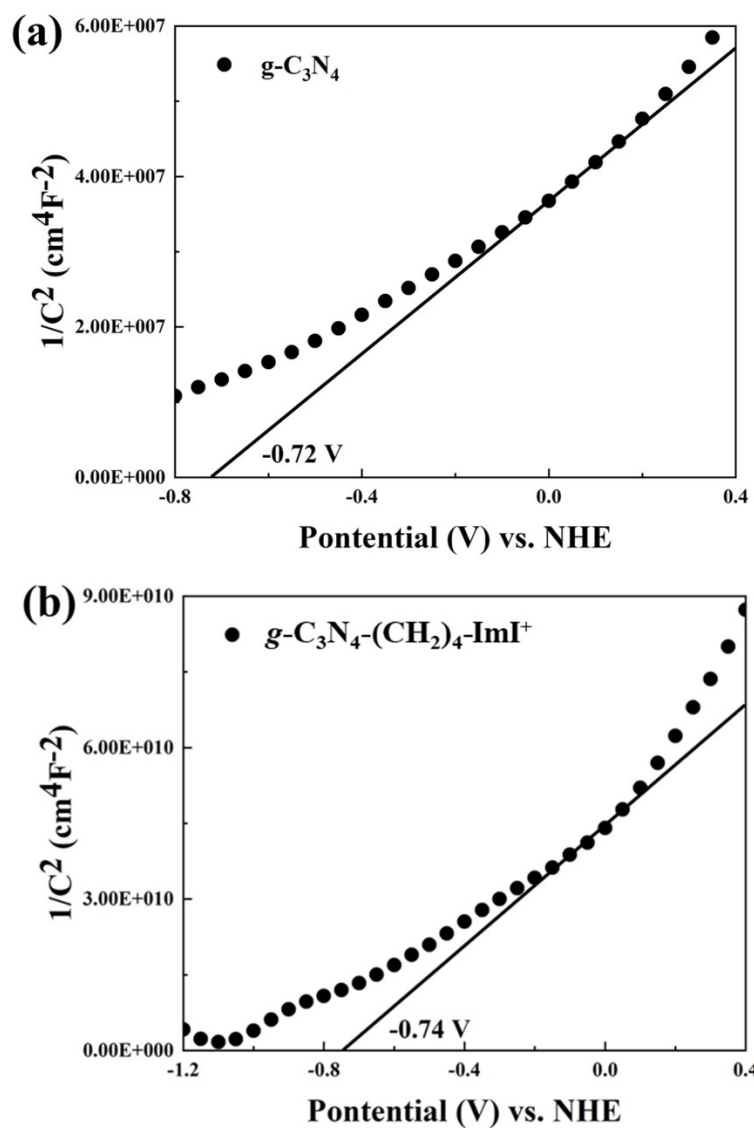 (a)
6.00E+007
g-C₃N₄
4.00E+007
1/C² (cm⁴F⁻²)
2.00E+007
-0.72 V
0.00E+000
-0.8 -0.4 0.0 0.4
Pontential (V) vs. NHE
(b)
9.00E+010
g-C₃N₄-(CH₂)₄-ImI⁺
6.00E+010
1/C² (cm⁴F⁻²)
3.00E+010
-0.74 V
0.00E+000
-1.2 -0.8 -0.4 0.0 0.4
Pontential (V) vs. NHE